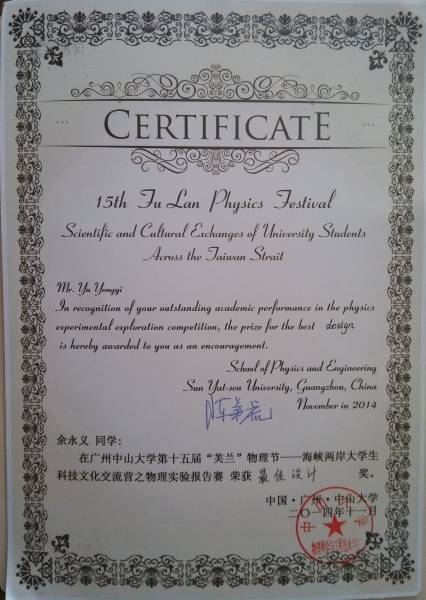 CERTIFICATE
15th Fu Lan Physics Festival
Scientific and Cultural Exchanges of University Students
Across the Taiwan Strait
Mr. Yu Yongyi
In recognition of your outstanding academic performance in the physics
experimental exploration competition, the prize for the best design
is hereby awarded to you as an encouragement.
School of Physics and Engineering
Sun Yat-sen University, Guangzhou, China
November in 2014
余永义 同学：
在广州中山大学第十五届“芙兰”物理节——海峡两岸大学生
科技文化交流营之物理实验报告赛 荣获 最佳设计 奖。
中国·广州·中山大学
二〇一四年十一日